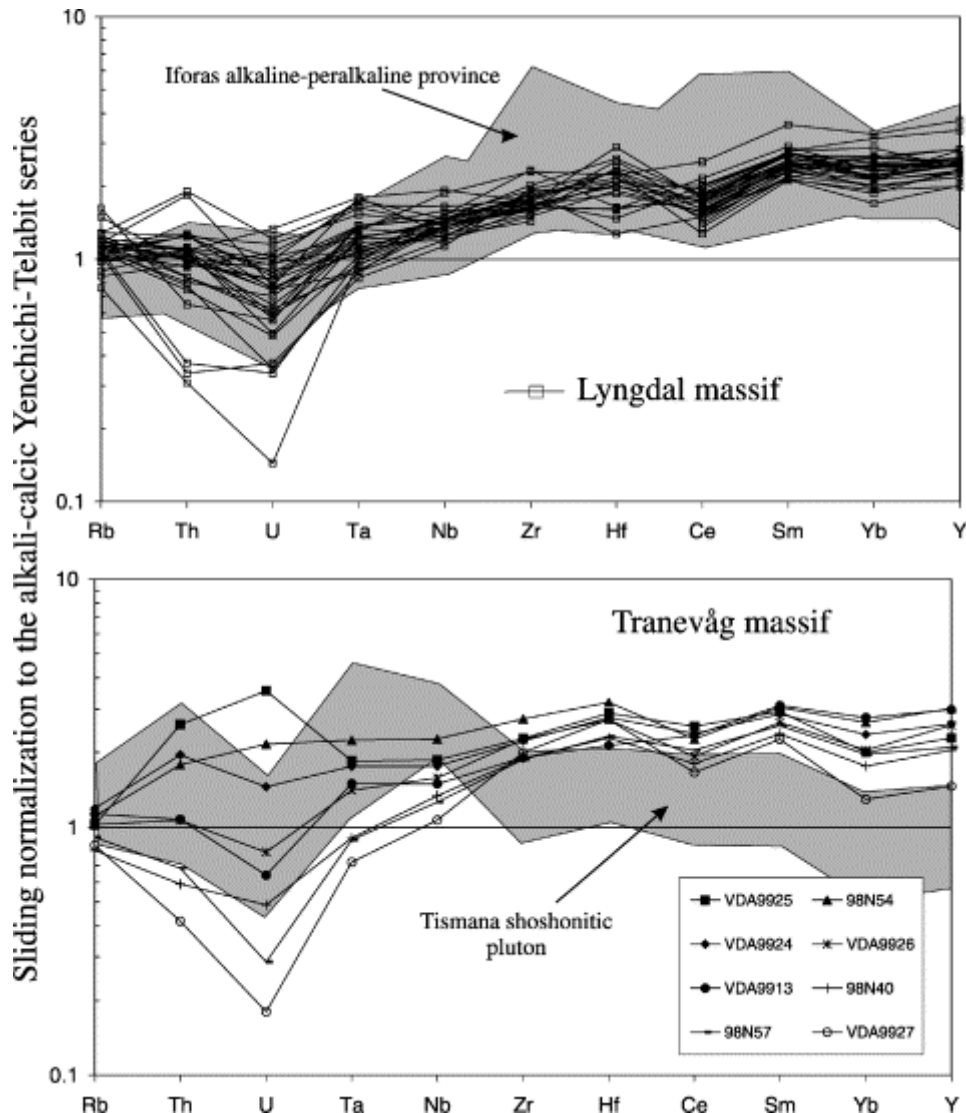 Sliding normalization to the alkali-calcic Yenchichi-Telabit series
10
Iforas alkaline-peralkaline province
1
Lyngdal massif
0.1
Rb Th U Ta Nb Zr Hf Ce Sm Yb Y
10
Tranevåg massif
1
Tismana shoshonitic
pluton
VDA9925 98N54
VDA9924 VDA9926
VDA9913 98N40
98N57 VDA9927
0.1
Rb Th U Ta Nb Zr Hf Ce Sm Yb Y